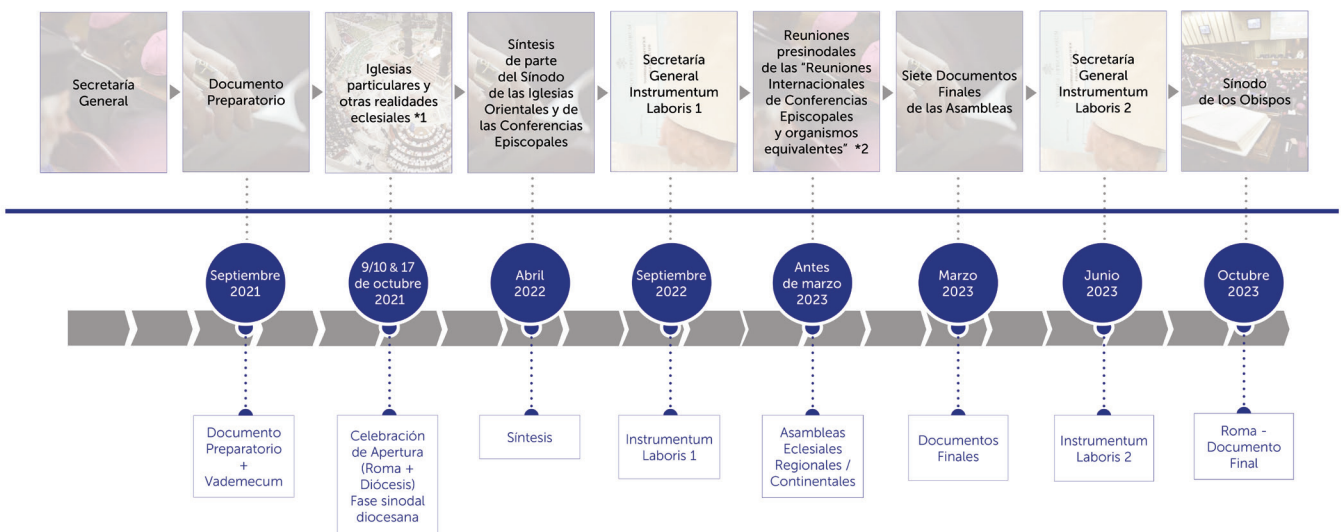 Secretaría
General
Documento
Preparatorio
Iglesias
particulares y
otras realidades
eclesiales *1
Síntesis
de parte
del Sínodo
de las Iglesias
Orientales y de
las Conferencias
Episcopales
Secretaría
General
Instrumentum
Laboris 1
Reuniones
presinodales
de las “Reuniones
Internacionales
de Conferencias
Episcopales
y organismos
equivalentes” *2
Siete Documentos
Finales
de las Asambleas
Secretaría
General
Instrumentum
Laboris 2
Sínodo
de los Obispos
Septiembre
2021
9/10 & 17
de octubre
2021
Abril
2022
Septiembre
2022
Antes
de marzo
2023
Marzo
2023
Junio
2023
Octubre
2023
Documento
Preparatorio
+
Vademecum
Celebración
de Apertura
(Roma +
Diócesis)
Fase sinodal
diocesana
Síntesis
Instrumentum
Laboris 1
Asambleas
Eclesiales
Regionales /
Continentales
Documentos
Finales
Instrumentum
Laboris 2
Roma -
Documento
Final